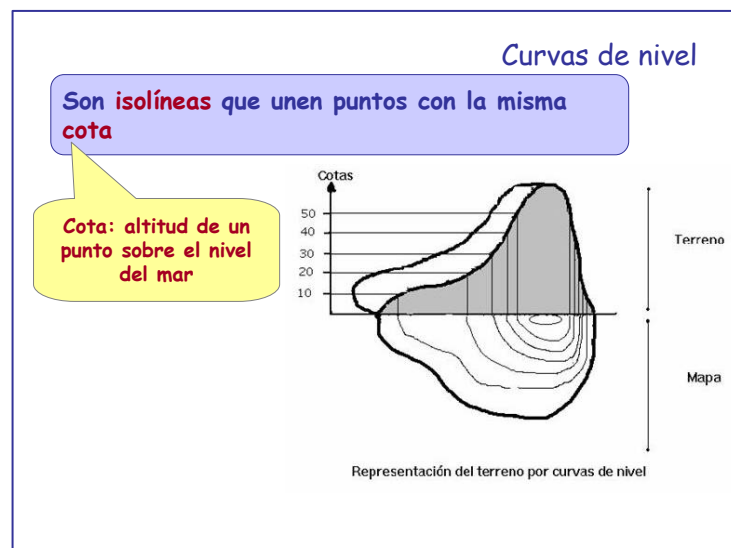 Curvas de nivel
Son isolíneas que unen puntos con la misma
cota
Cota: altitud de un
punto sobre el nivel
del mar
Cotas
50
40
30
20
10
Terreno
Mapa
Representación del terreno por curvas de nivel